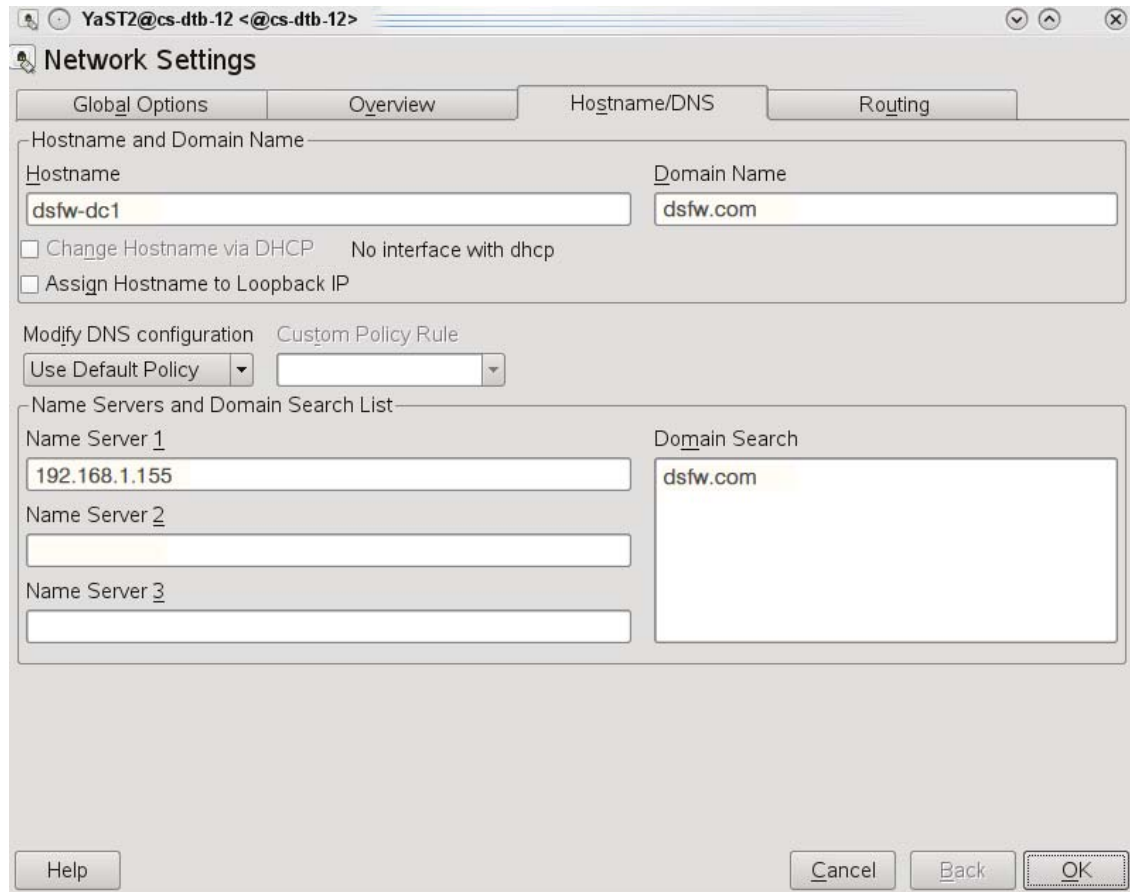 YaST2@cs-dtb-12 <@cs-dtb-12>
Network Settings
Global Options
Overview
Hostname/DNS
Routing
Hostname and Domain Name
Hostname
Domain Name
dsfw-dc1
dsfw.com
Change Hostname via DHCP
No interface with dhcp
Assign Hostname to Loopback IP
Modify DNS configuration
Custom Policy Rule
Use Default Policy
Name Servers and Domain Search List
Name Server 1
Domain Search
192.168.1.155
dsfw.com
Name Server 2
Name Server 3
Help
Cancel
Back
OK